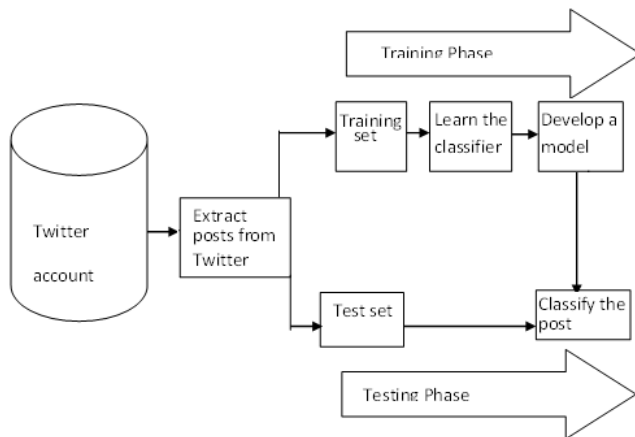 Training Phase
Training
set
Learn the
classifier
Develop a
model
Twitter
account
Extract
posts from
Twitter
Test set
Classify the
post
Testing Phase